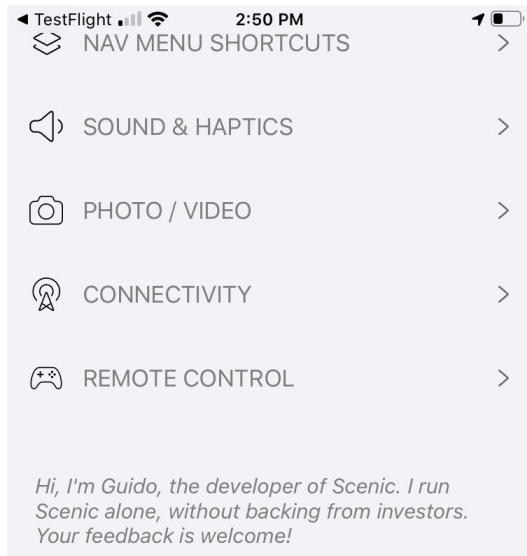 ◀ TestFlight 2:50 PM
NAV MENU SHORTCUTS
SOUND & HAPTICS
PHOTO / VIDEO
CONNECTIVITY
REMOTE CONTROL
Hi, I'm Guido, the developer of Scenic. I run
Scenic alone, without backing from investors.
Your feedback is welcome!